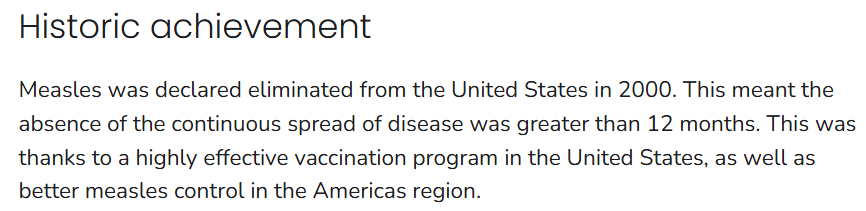 Historic achievement
Measles was declared eliminated from the United States in 2000. This meant the
absence of the continuous spread of disease was greater than 12 months. This was
thanks to a highly effective vaccination program in the United States, as well as
better measles control in the Americas region.